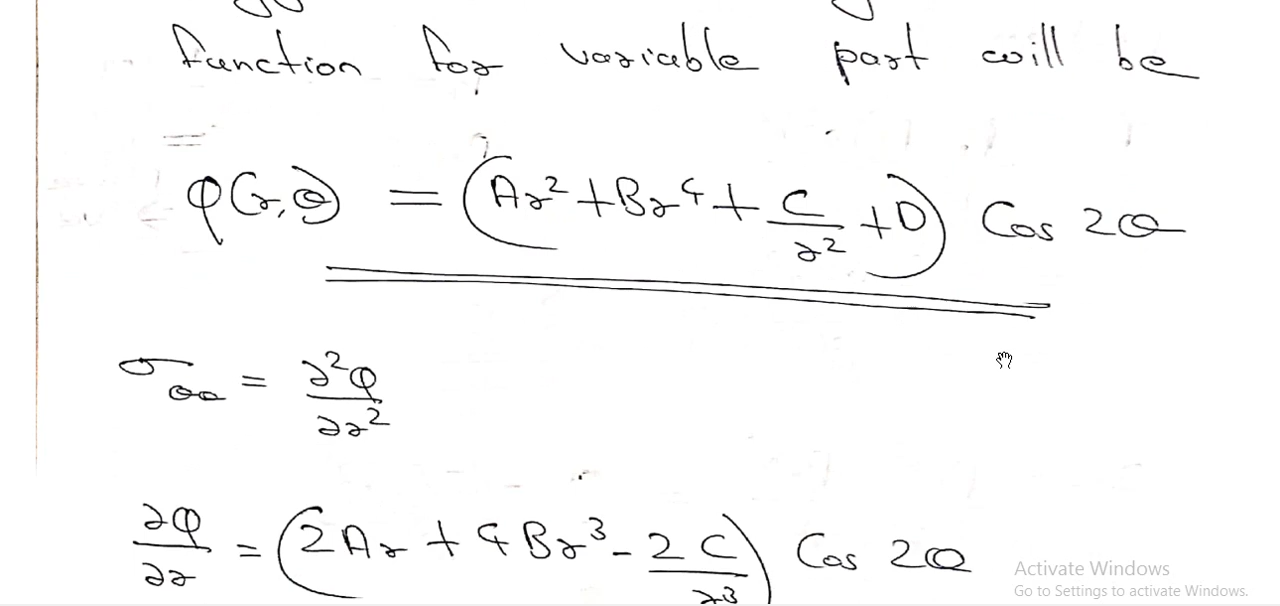 function for variable part will be
φ(r,θ) = (Ar² + Br⁴ + C/r² + D) Cos 2θ
σθθ = ∂²φ/∂r²
∂φ/∂r = (2Ar + 4Br³ - 2C/r³) Cos 2θ
Activate Windows
Go to Settings to activate Windows.